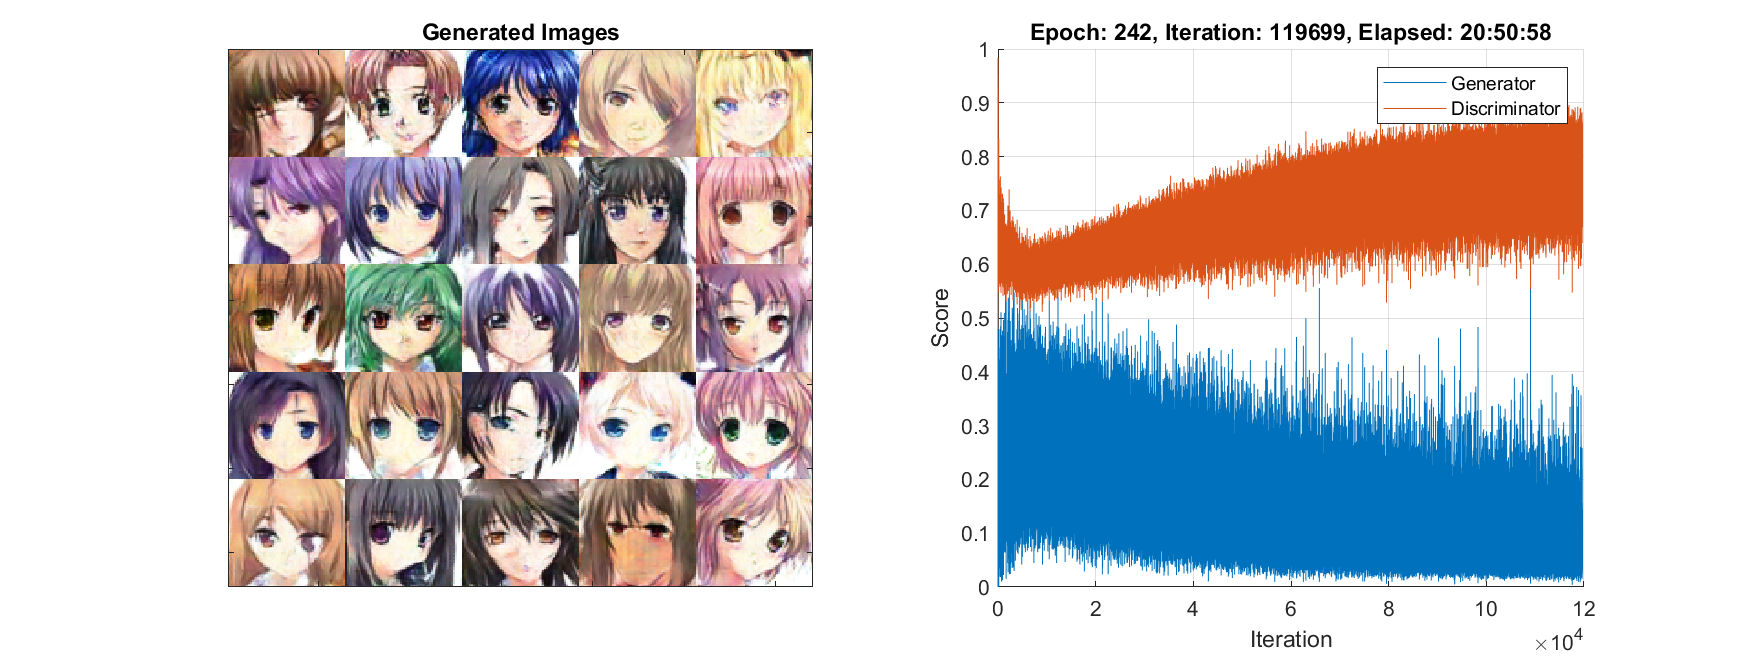 Generated Images
Epoch: 242, Iteration: 119699, Elapsed: 20:50:58
Generator
Discriminator
Score
1
0.9
0.8
0.7
0.6
0.5
0.4
0.3
0.2
0.1
0
0 2 4 6 8 10 12
Iteration
×10^4